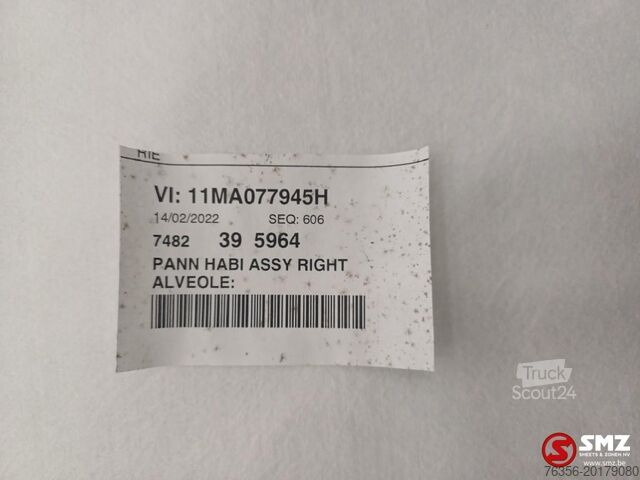 RIE
VI: 11MA077945H
14/02/2022 SEQ: 606
7482 39 5964
PANN HABI ASSY RIGHT
ALVEOLE:
Truck
Scout24
SMZ
SMEETS & ZONEN NV
www.smz.be
76356-20179080